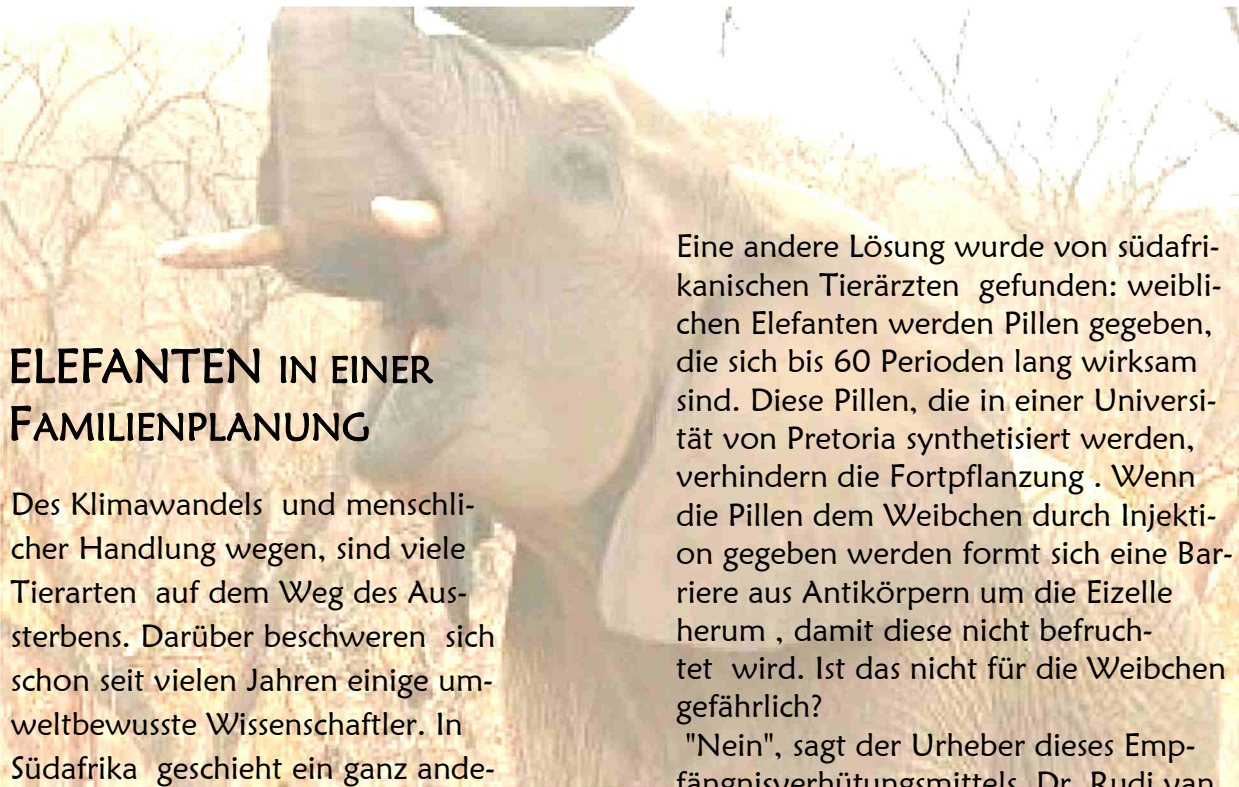 ELEFANTEN IN EINER
FAMILIENPLANUNG
Des Klimawandels und menschli-
cher Handlung wegen, sind viele
Tierarten auf dem Weg des Aus-
sterbens. Darüber beschweren sich
schon seit vielen Jahren einige um-
weltbewusste Wissenschaftler. In
Südafrika geschieht ein ganz ande-
Eine andere Lösung wurde von südafri-
kanischen Tierärzten gefunden: weibli-
chen Elefanten werden Pillen gegeben,
die sich bis 60 Perioden lang wirksam
sind. Diese Pillen, die in einer Universi-
tät von Pretoria synthetisiert werden,
verhindern die Fortpflanzung . Wenn
die Pillen dem Weibchen durch Injekti-
on gegeben werden formt sich eine Bar-
riere aus Antikörpern um die Eizelle
herum , damit diese nicht befruch-
tet wird. Ist das nicht für die Weibchen
gefährlich?
"Nein", sagt der Urheber dieses Emp-
fängnisverhütungsmittels, Dr. Rudi van